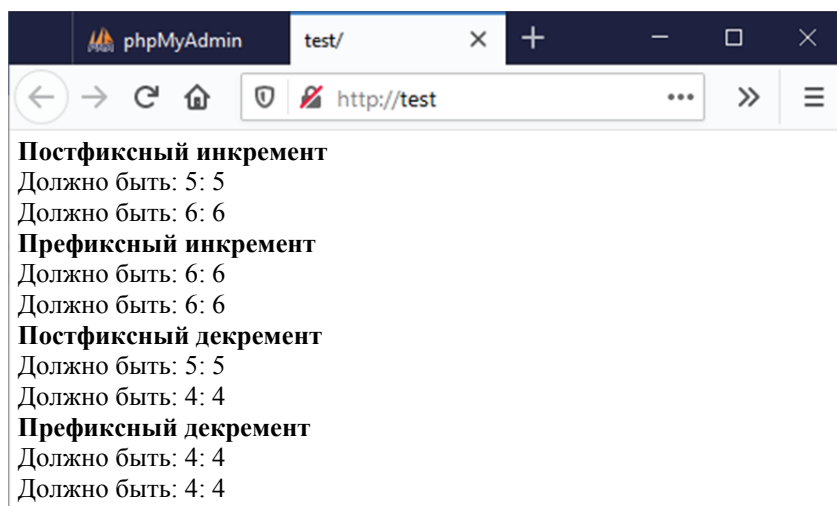 phpMyAdmin test/
http://test
Постфиксный инкремент
Должно быть: 5: 5
Должно быть: 6: 6
Префиксный инкремент
Должно быть: 6: 6
Должно быть: 6: 6
Постфиксный декремент
Должно быть: 5: 5
Должно быть: 4: 4
Префиксный декремент
Должно быть: 4: 4
Должно быть: 4: 4